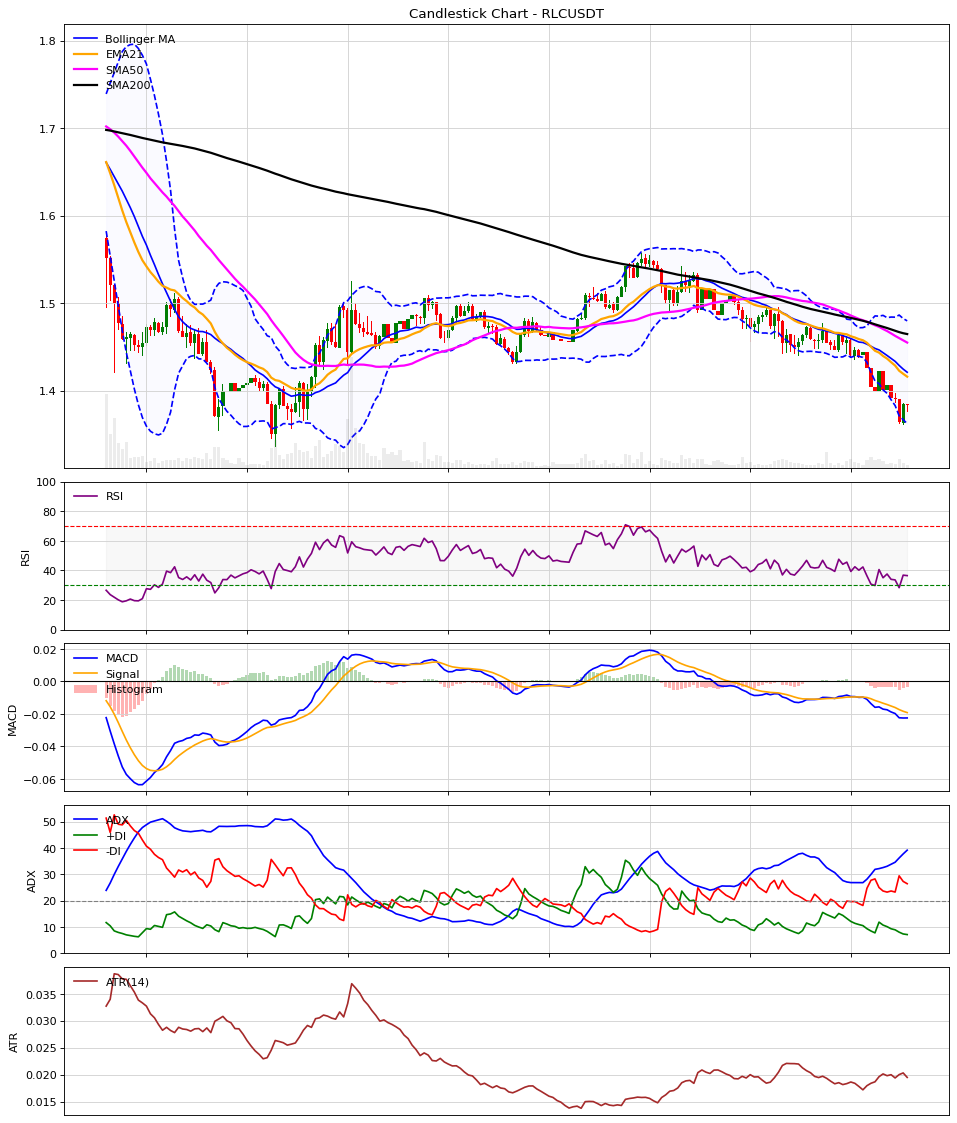 Candlestick Chart - RLCUSDT
Bollinger MA
EMA21
SMA50
SMA200
1.8
1.7
1.6
1.5
1.4
RSI
100
80
60
40
20
0
RSI
MACD
Signal
Histogram
0.02
0.00
−0.02
−0.04
−0.06
MACD
ADX
+DI
-DI
50
40
30
20
10
0
ADX
ATR(14)
0.035
0.030
0.025
0.020
0.015
ATR